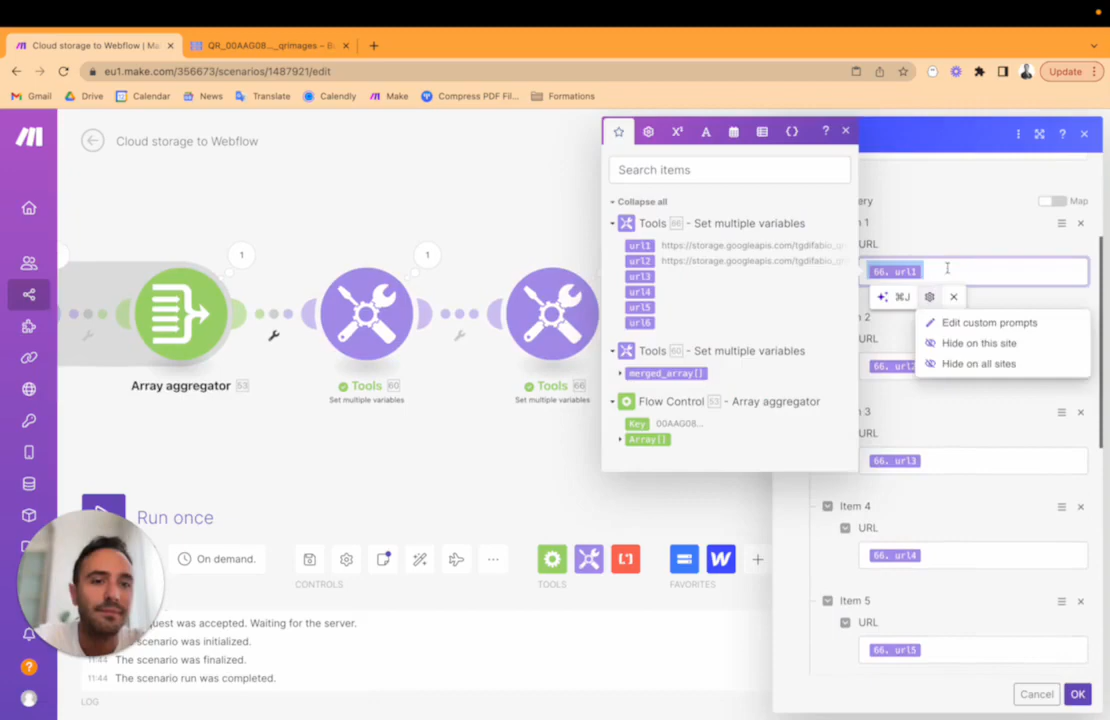 Cloud storage to Webflow | Ma
QR_00AAG08..._qrimages – B
eu1.make.com/356673/scenarios/1487921/edit
Update
Gmail
Drive
Calendar
News
Translate
Calendly
Make
Compress PDF Fil...
Formations
Cloud storage to Webflow
1
1
Array aggregator 53
Tools 60
Set multiple variables
Tools 66
Set multiple variables
Run once
On demand.
CONTROLS
TOOLS
FAVORITES
quest was accepted. Waiting for the server.
scenario was initialized.
11:44 The scenario was finalized.
11:44 The scenario run was completed.
LOG
Search items
Collapse all
Tools 66 - Set multiple variables
url1 https://storage.googleapis.com/tgdifabio_qr
url2 https://storage.googleapis.com/tgdifabio_qr
url3
url4
url5
url6
Tools 60 - Set multiple variables
merged_array[]
Flow Control 53 - Array aggregator
Key 00AAG08...
Array[]
ery
Map
1
URL
66. url1
⌘J
Edit custom prompts
Hide on this site
Hide on all sites
2
URL
66. url2
3
URL
66. url3
Item 4
URL
66. url4
Item 5
URL
66. url5
Cancel
OK